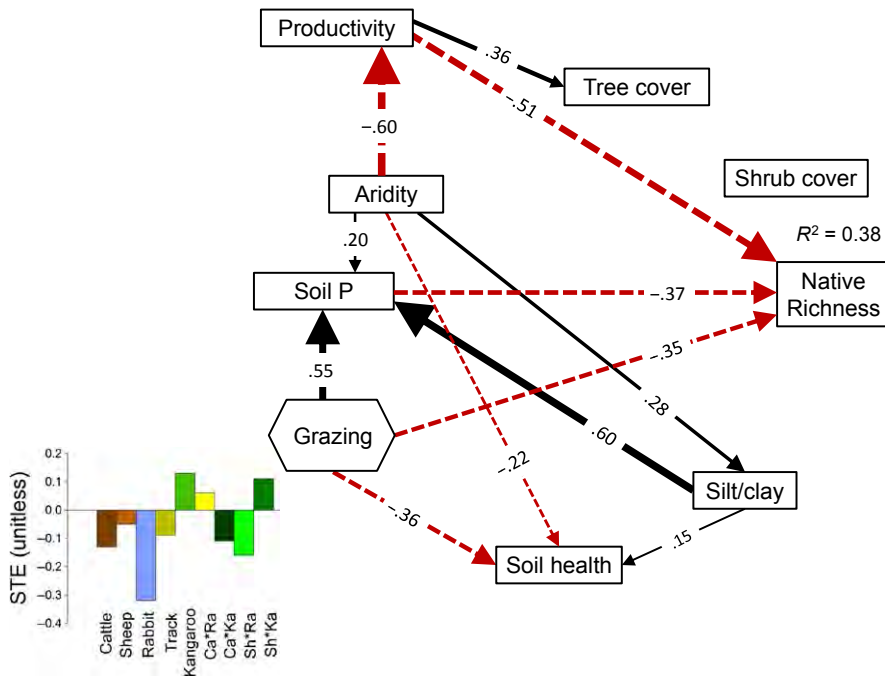 Productivity
.36
Tree cover
−.51
−.60
Shrub cover
Aridity
R² = 0.38
.20
Soil P
−.37
Native
Richness
−.35
.55
.28
Grazing
.60
−.22
Silt/clay
−.36
.15
Soil health
STE (unitless)
0.2
0.1
0.0
−0.1
−0.2
−0.3
−0.4
Cattle
Sheep
Rabbit
Track
Kangaroo
Ca*Ra
Ca*Ka
Sh*Ra
Sh*Ka